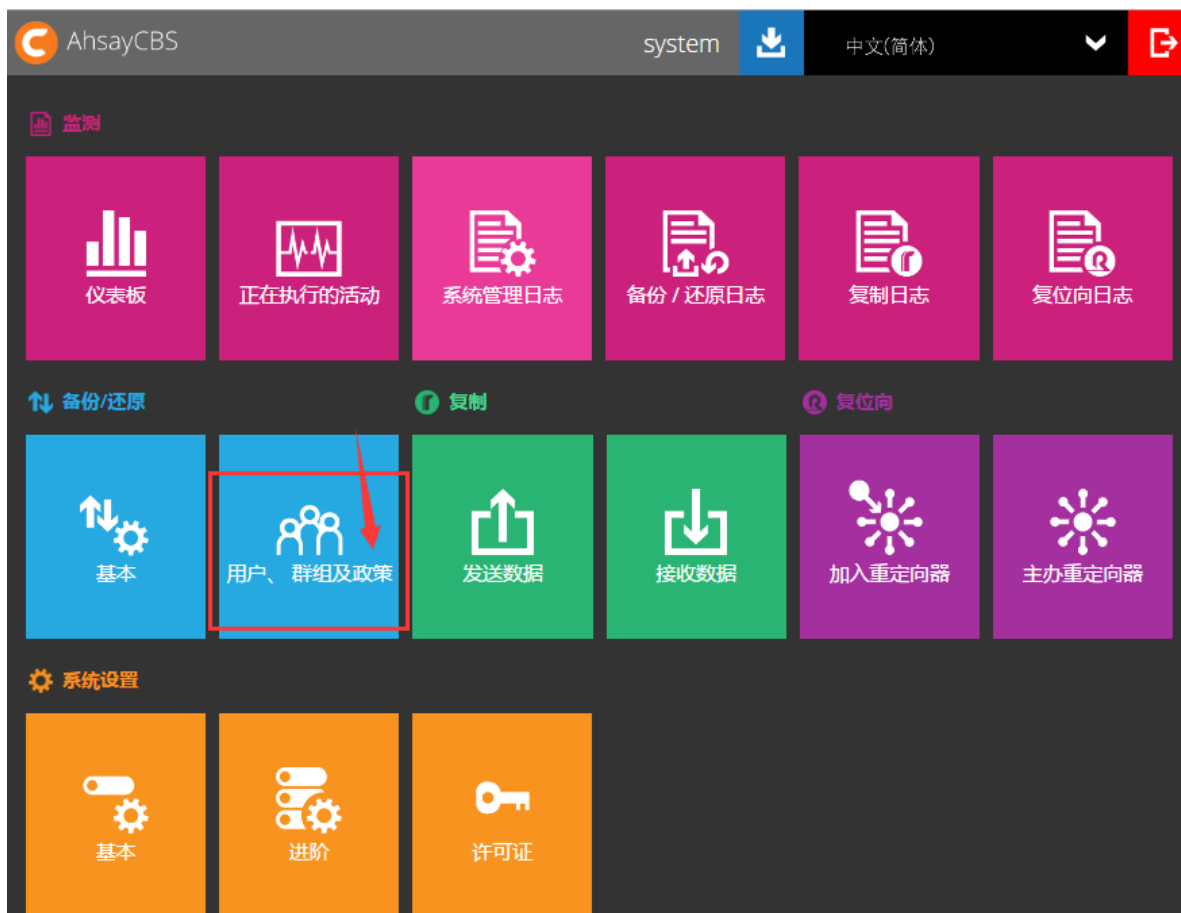 AhsayCBS
system
中文(简体)
监测
仪表板
正在执行的活动
系统管理日志
备份 / 还原日志
复制日志
复位向日志
备份/还原
复制
复位向
基本
用户、 群组及政策
发送数据
接收数据
加入重定向器
主办重定向器
系统设置
基本
进阶
许可证